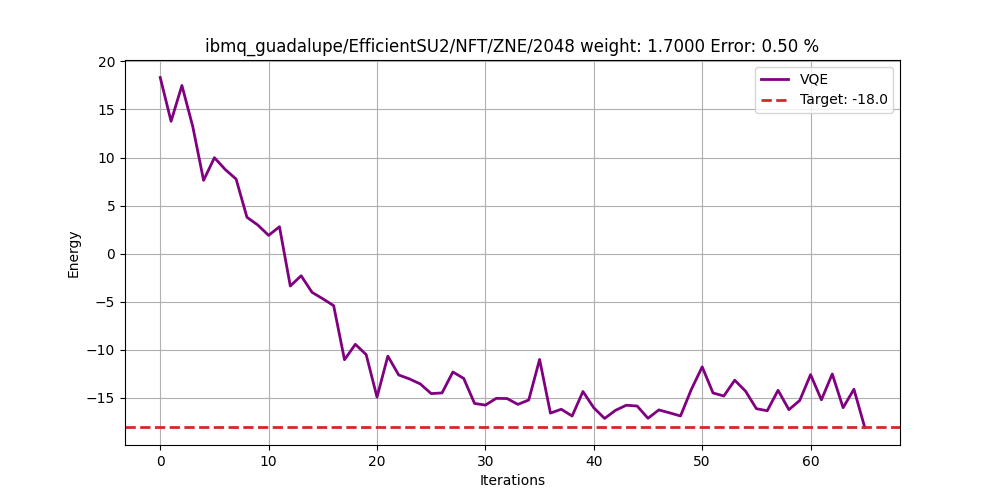 ibmq_guadalupe/EfficientSU2/NFT/ZNE/2048 weight: 1.7000 Error: 0.50 %
VQE
Target: -18.0
Energy
20
15
10
5
0
−5
−10
−15
0 10 20 30 40 50 60
Iterations